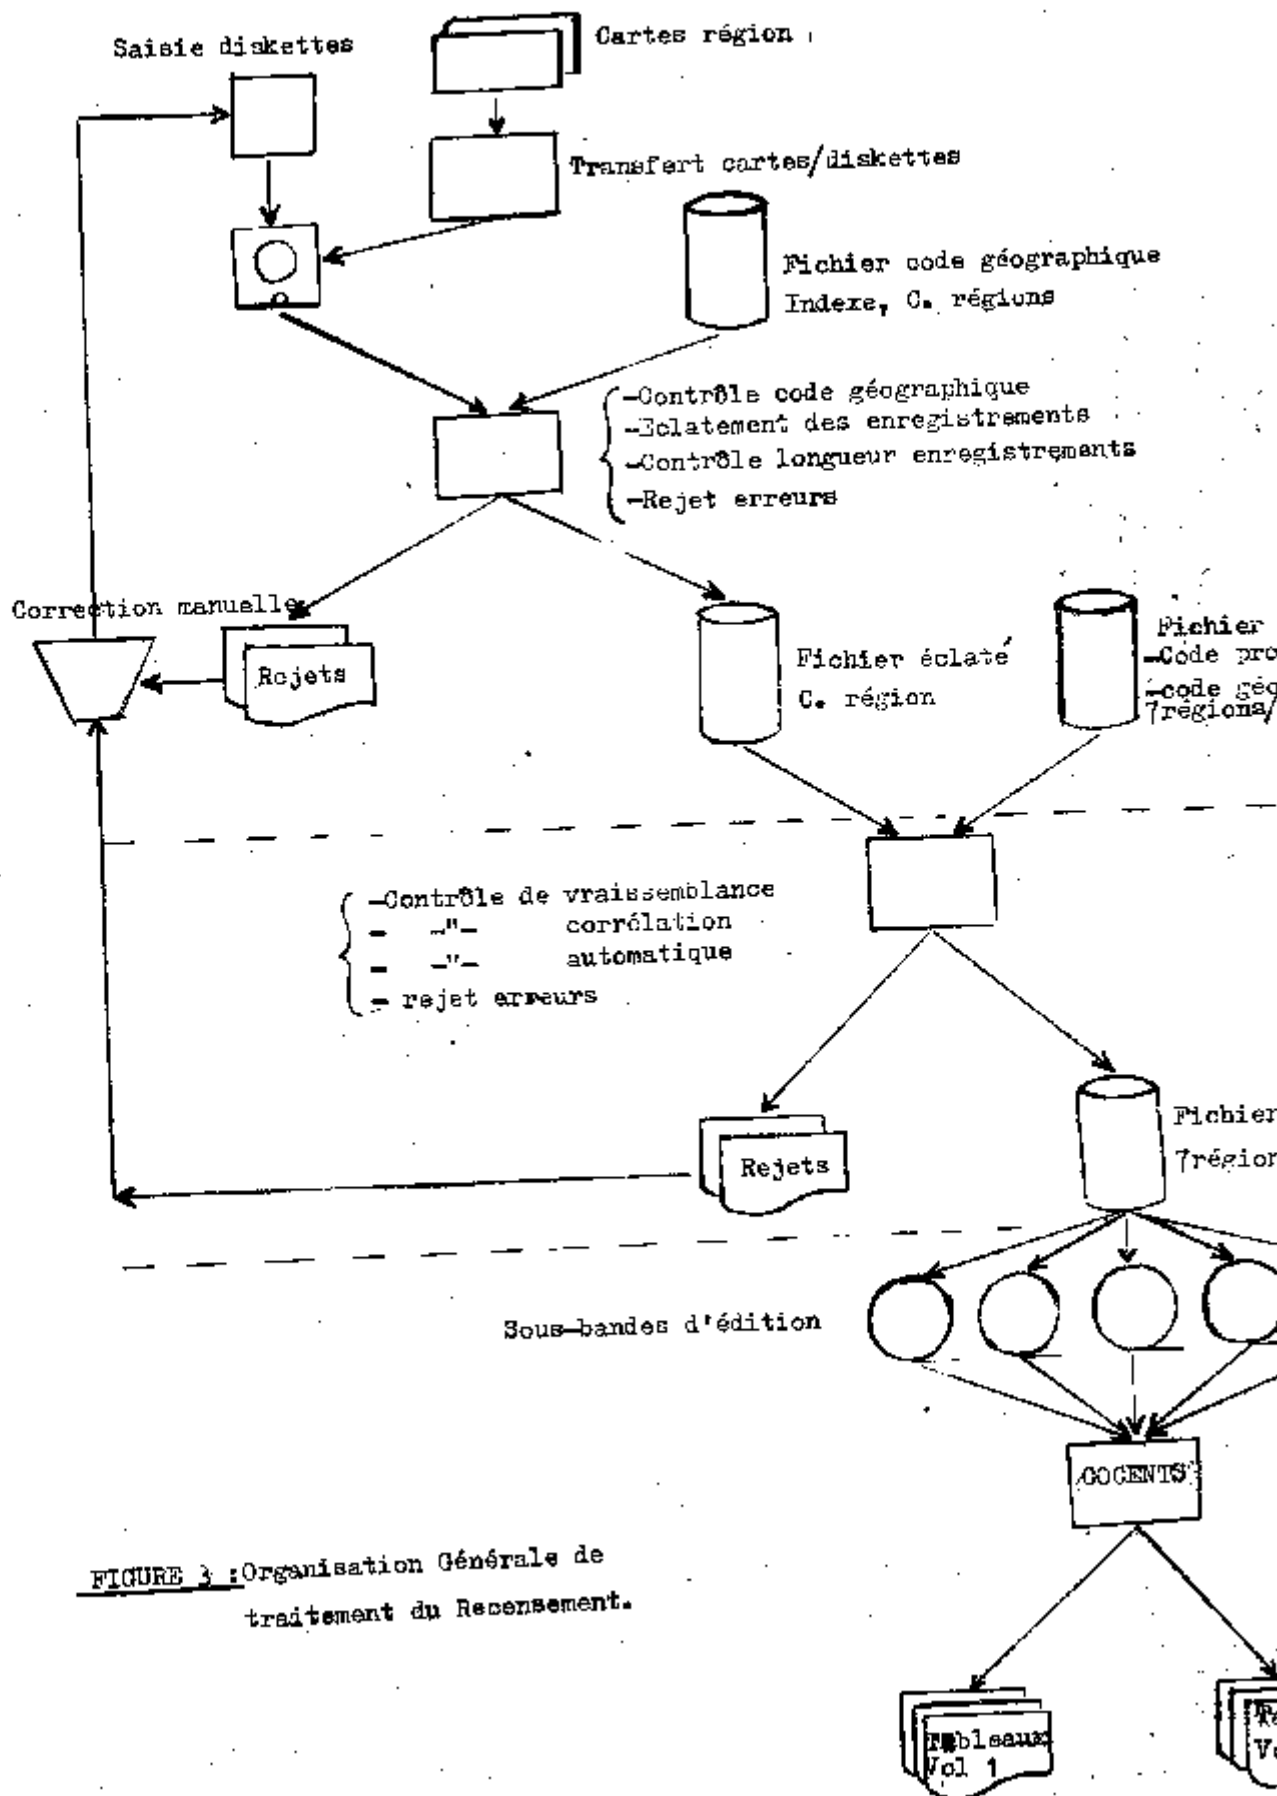 Saisie diskettes
Cartes région
Transfert cartes/diskettes
Fichier code géographique
Indexe, C. régions
-Contrôle code géographique
-Eclatement des enregistrements
-Contrôle longueur enregistrements
-Rejet erreurs
Correction manuelle
Rejets
Fichier éclaté
C. région
Fichier
-Code pro
-code géo
7régions/
-Contrôle de vraissemblance
- -"- corrélation
- -"- automatique
- rejet erreurs
Rejets
Fichier
7région
Sous-bandes d'édition
COCENTS
FIGURE 3 :Organisation Générale de
traitement du Recensement.
Tableaux
Vol 1